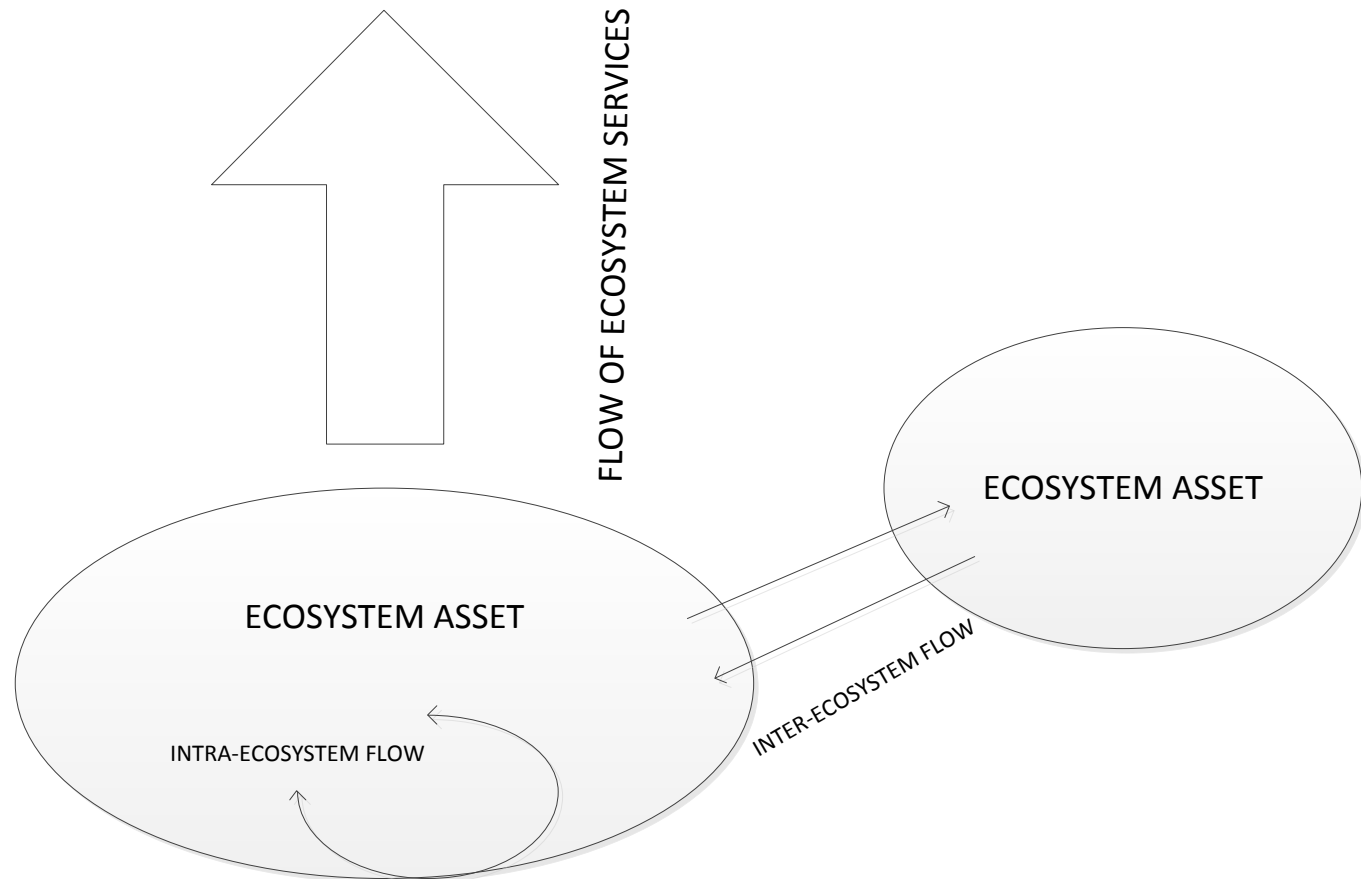 FLOW OF ECOSYSTEM SERVICES
ECOSYSTEM ASSET
ECOSYSTEM ASSET
INTER-ECOSYSTEM FLOW
INTRA-ECOSYSTEM FLOW